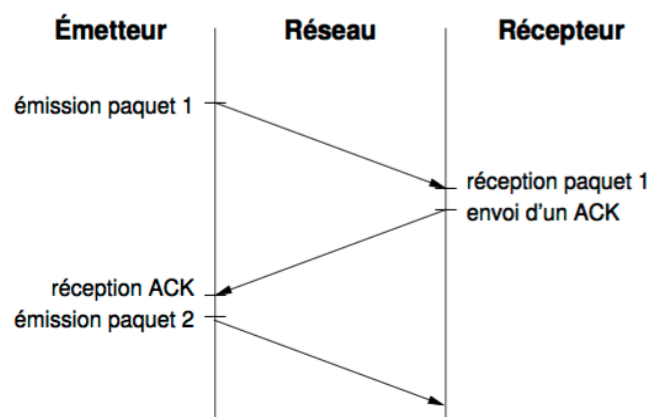 Émetteur Réseau Récepteur
émission paquet 1
réception paquet 1
envoi d'un ACK
réception ACK
émission paquet 2